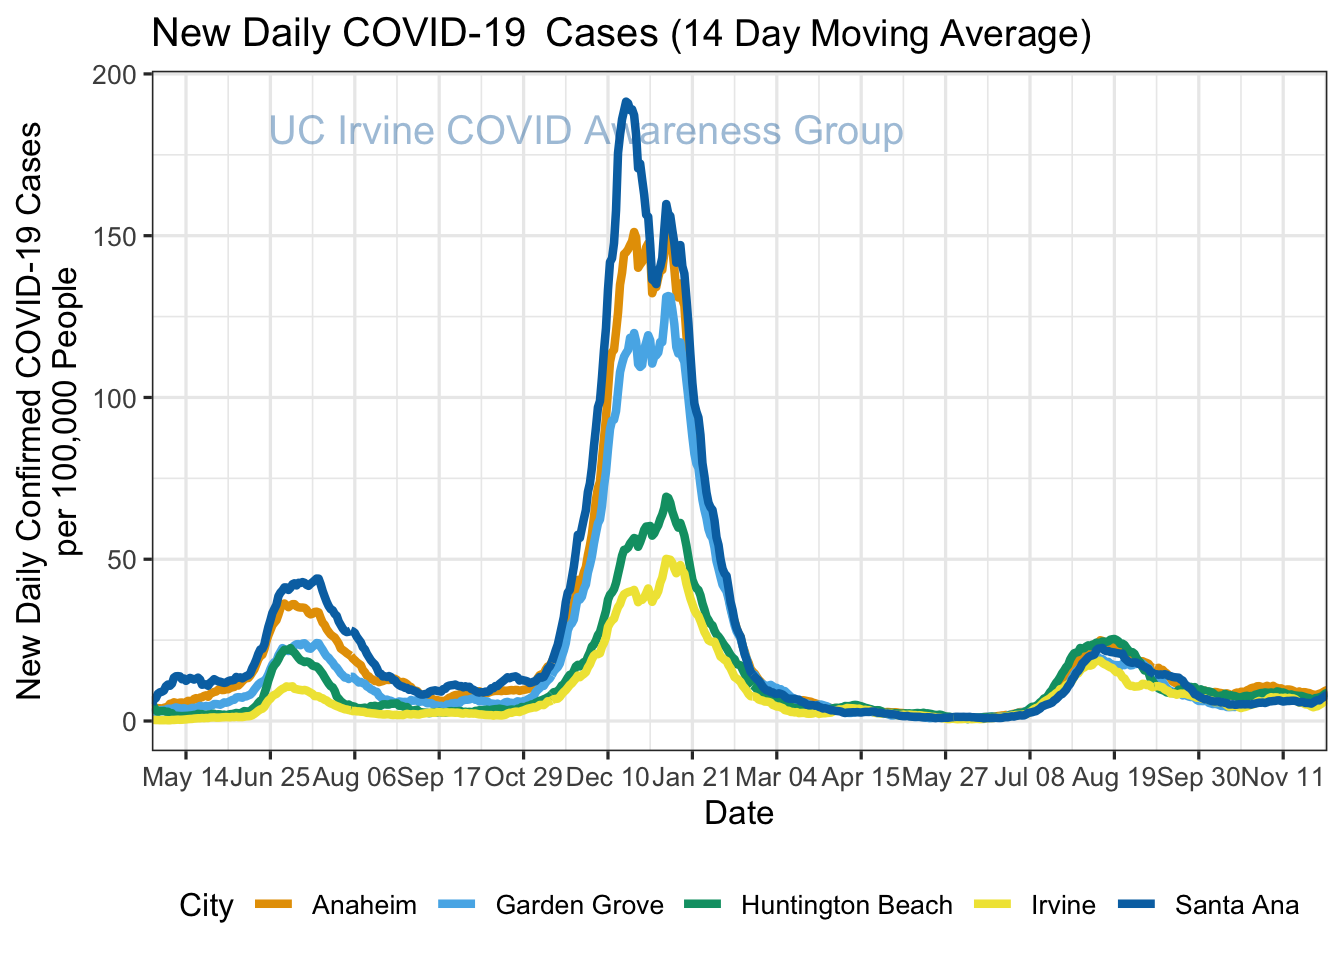 New Daily COVID-19  Cases (14 Day Moving Average)
UC Irvine COVID Awareness Group
New Daily Confirmed COVID-19 Cases
per 100,000 People
200
150
100
50
0
May 14 Jun 25 Aug 06 Sep 17 Oct 29 Dec 10 Jan 21 Mar 04 Apr 15 May 27 Jul 08 Aug 19 Sep 30 Nov 11
Date
City Anaheim Garden Grove Huntington Beach Irvine Santa Ana